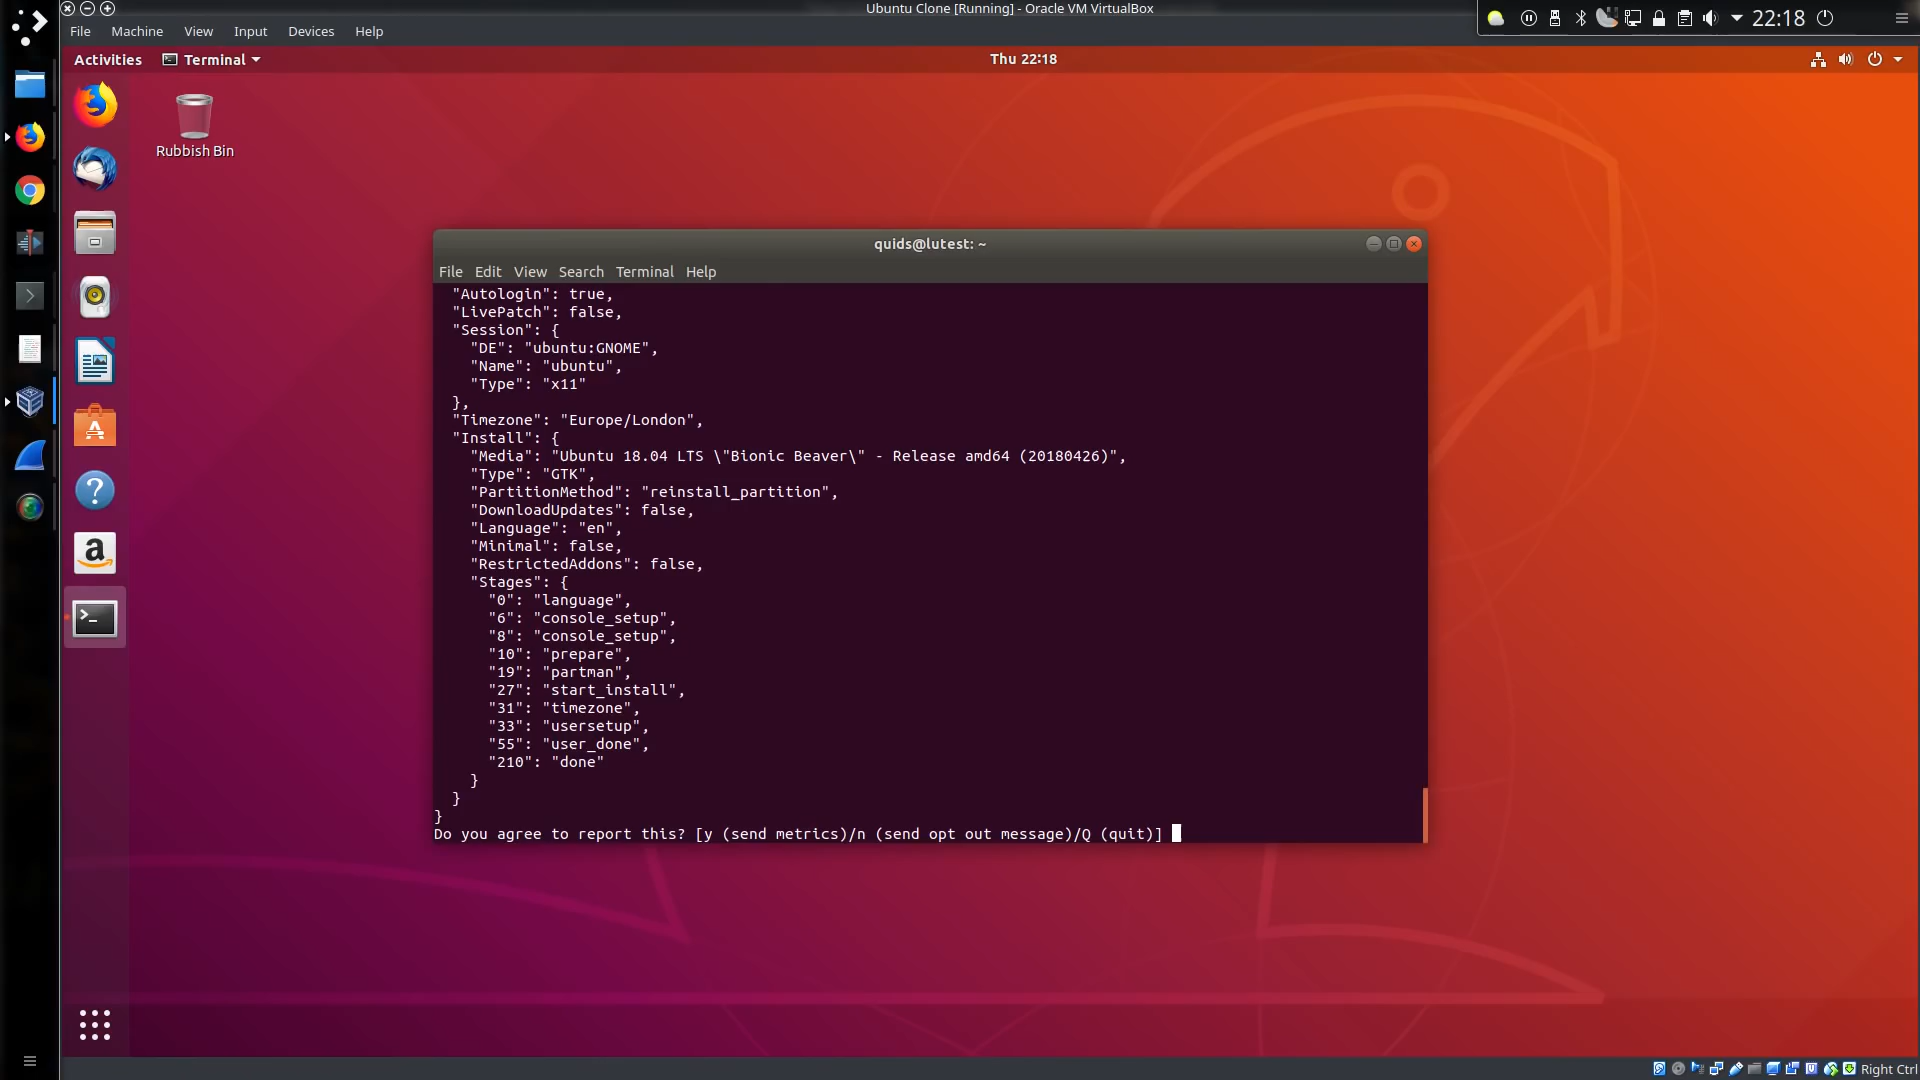 Ubuntu Clone [Running] - Oracle VM VirtualBox
22:18
File Machine View Input Devices Help
Activities Terminal
Thu 22:18
Rubbish Bin
quids@lutest: ~
File Edit View Search Terminal Help
"Autologin": true,
"LivePatch": false,
"Session": {
"DE": "ubuntu:GNOME",
"Name": "ubuntu",
"Type": "x11"
},
"Timezone": "Europe/London",
"Install": {
"Media": "Ubuntu 18.04 LTS \"Bionic Beaver\" - Release amd64 (20180426)",
"Type": "GTK",
"PartitionMethod": "reinstall_partition",
"DownloadUpdates": false,
"Language": "en",
"Minimal": false,
"RestrictedAddons": false,
"Stages": {
"0": "language",
"6": "console_setup",
"8": "console_setup",
"10": "prepare",
"19": "partman",
"27": "start_install",
"31": "timezone",
"33": "usersetup",
"55": "user_done",
"210": "done"
}
}
}
Do you agree to report this? [y (send metrics)/n (send opt out message)/Q (quit)]
Right Ctrl